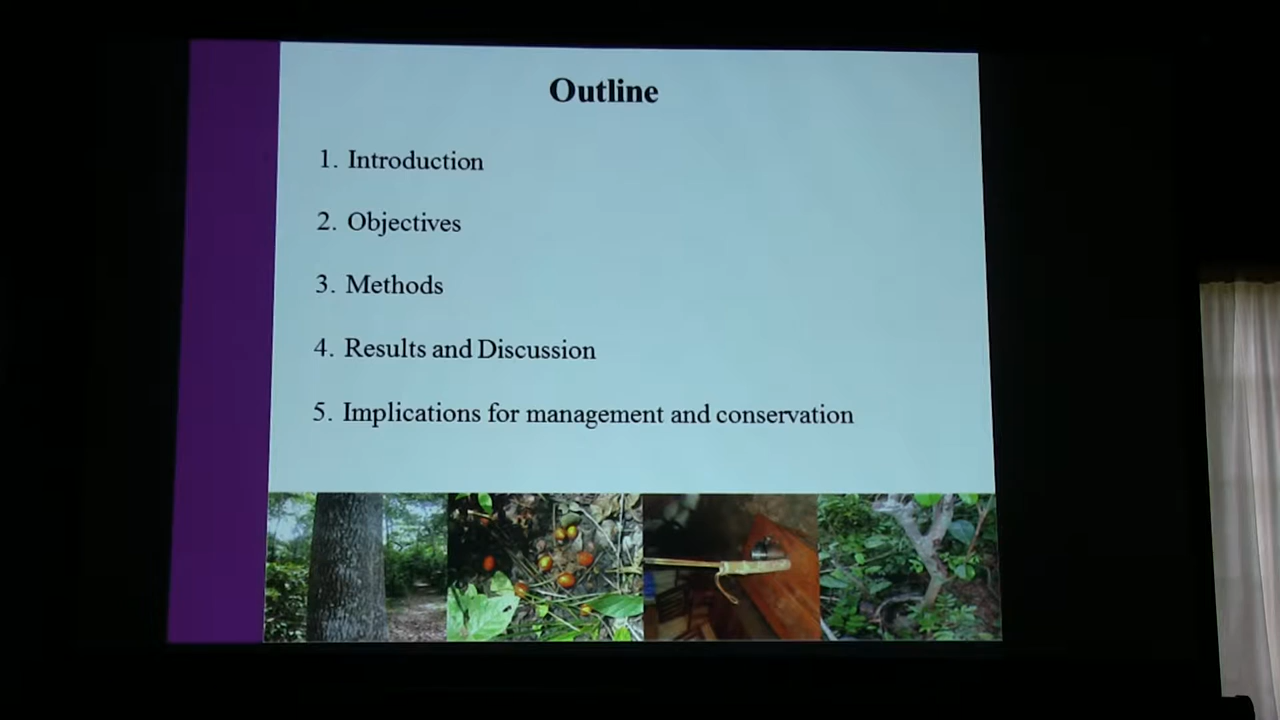 Outline
1. Introduction
2. Objectives
3. Methods
4. Results and Discussion
5. Implications for management and conservation